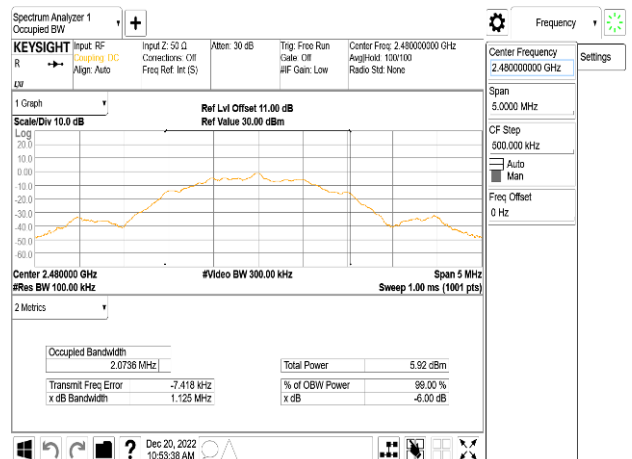 Spectrum Analyzer 1
Occupied BW
Frequency
KEYSIGHT
R
Input: RF
Coupling: DC
Align: Auto
Input Z: 50 Ω
Corrections: Off
Freq Ref: Int (S)
Atten: 30 dB
Trig: Free Run
Gate: Off
#IF Gain: Low
Center Freq: 2.480000000 GHz
Avg|Hold: 100/100
Radio Std: None
Center Frequency
2.480000000 GHz
Settings
Span
5.0000 MHz
CF Step
500.000 kHz
Auto
Man
Freq Offset
0 Hz
1 Graph
Scale/Div 10.0 dB
Ref Lvl Offset 11.00 dB
Ref Value 30.00 dBm
Log
20.0
10.0
0.00
-10.0
-20.0
-30.0
-40.0
-50.0
-60.0
Center 2.480000 GHz
#Res BW 100.00 kHz
#Video BW 300.00 kHz
Span 5 MHz
Sweep 1.00 ms (1001 pts)
2 Metrics
Occupied Bandwidth
2.0736 MHz
Transmit Freq Error -7.418 kHz
x dB Bandwidth 1.125 MHz
Total Power 5.92 dBm
% of OBW Power 99.00 %
x dB -6.00 dB
?
Dec 20, 2022
10:53:38 AM